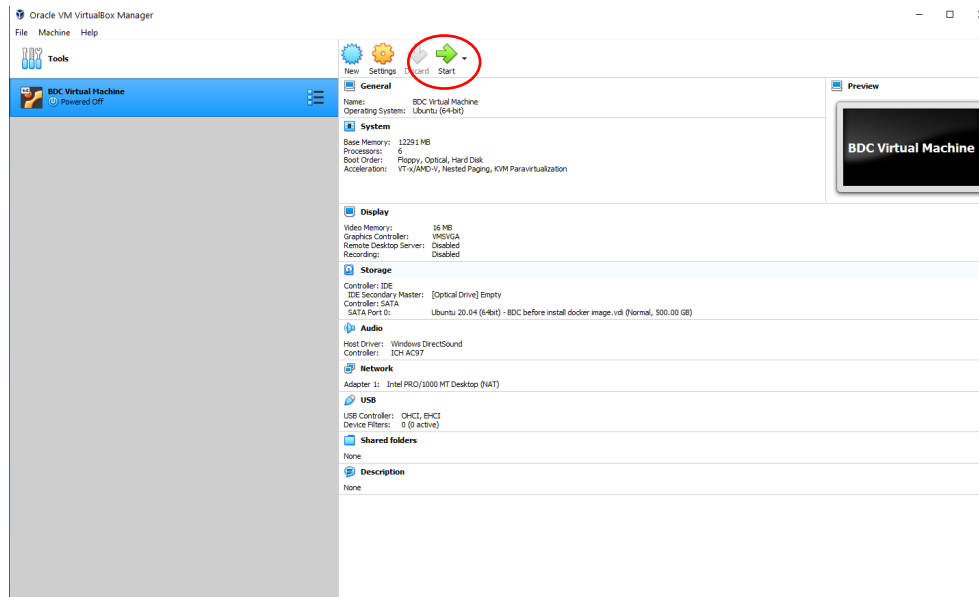 Oracle VM VirtualBox Manager
File Machine Help
Tools
New Settings Discard Start
BDC Virtual Machine
Powered Off
General
Name: BDC Virtual Machine
Operating System: Ubuntu (64-bit)
System
Base Memory: 12291 MB
Processors: 6
Boot Order: Floppy, Optical, Hard Disk
Acceleration: VT-x/AMD-V, Nested Paging, KVM Paravirtualization
Preview
BDC Virtual Machine
Display
Video Memory: 16 MB
Graphics Controller: VMSVGA
Remote Desktop Server: Disabled
Recording: Disabled
Storage
Controller: IDE
IDE Secondary Master: [Optical Drive] Empty
Controller: SATA
SATA Port 0: Ubuntu 20.04 (64bit) - BDC before install docker image.vdi (Normal, 500.00 GB)
Audio
Host Driver: Windows DirectSound
Controller: ICH AC97
Network
Adapter 1: Intel PRO/1000 MT Desktop (NAT)
USB
USB Controller: OHCI, EHCI
Device Filters: 0 (0 active)
Shared folders
None
Description
None